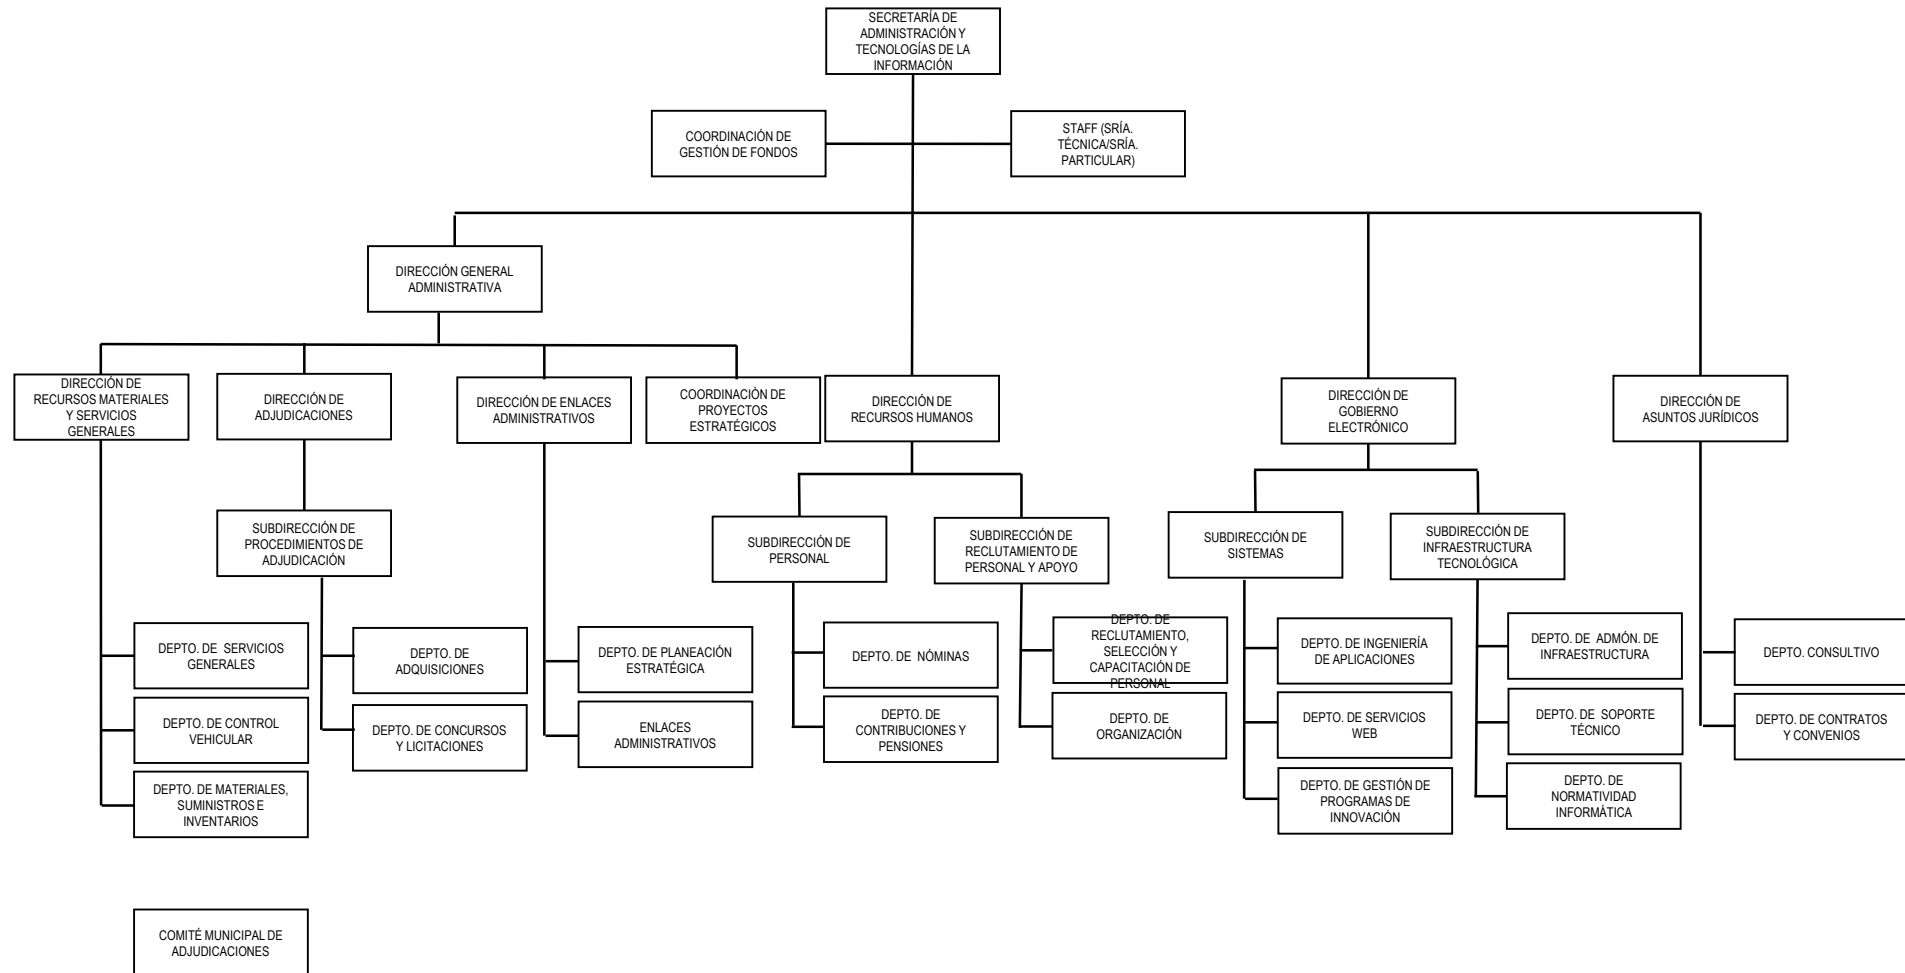 SECRETARÍA DE
ADMINISTRACIÓN Y
TECNOLOGÍAS DE LA
INFORMACIÓN
COORDINACIÓN DE
GESTIÓN DE FONDOS
STAFF (SRÍA.
TÉCNICA/SRÍA.
PARTICULAR)
DIRECCIÓN GENERAL
ADMINISTRATIVA
DIRECCIÓN DE
RECURSOS MATERIALES
Y SERVICIOS
GENERALES
DIRECCIÓN DE
ADJUDICACIONES
DIRECCIÓN DE ENLACES
ADMINISTRATIVOS
COORDINACIÒN DE
PROYECTOS
ESTRATÉGICOS
DIRECCIÓN DE
RECURSOS HUMANOS
DIRECCIÓN DE
GOBIERNO
ELECTRÓNICO
DIRECCIÓN DE
ASUNTOS JURÍDICOS
SUBDIRECCIÓN DE
PROCEDIMIENTOS DE
ADJUDICACIÓN
SUBDIRECCIÓN DE
PERSONAL
SUBDIRECCIÓN DE
RECLUTAMIENTO DE
PERSONAL Y APOYO
SUBDIRECCIÓN DE
SISTEMAS
SUBDIRECCIÓN DE
INFRAESTRUCTURA
TECNOLÓGICA
DEPTO. DE SERVICIOS
GENERALES
DEPTO. DE
ADQUISICIONES
DEPTO. DE PLANEACIÓN
ESTRATÉGICA
DEPTO. DE NÓMINAS
DEPTO. DE
RECLUTAMIENTO,
SELECCIÓN Y
CAPACITACIÓN DE
PERSONAL
DEPTO. DE INGENIERÍA
DE APLICACIONES
DEPTO. DE ADMÓN. DE
INFRAESTRUCTURA
DEPTO. CONSULTIVO
DEPTO. DE CONTROL
VEHICULAR
DEPTO. DE CONCURSOS
Y LICITACIONES
ENLACES
ADMINISTRATIVOS
DEPTO. DE
CONTRIBUCIONES Y
PENSIONES
DEPTO. DE
ORGANIZACIÓN
DEPTO. DE SERVICIOS
WEB
DEPTO. DE SOPORTE
TÉCNICO
DEPTO. DE CONTRATOS
Y CONVENIOS
DEPTO. DE MATERIALES,
SUMINISTROS E
INVENTARIOS
DEPTO. DE GESTIÓN DE
PROGRAMAS DE
INNOVACIÓN
DEPTO. DE
NORMATIVIDAD
INFORMÁTICA
COMITÉ MUNICIPAL DE
ADJUDICACIONES